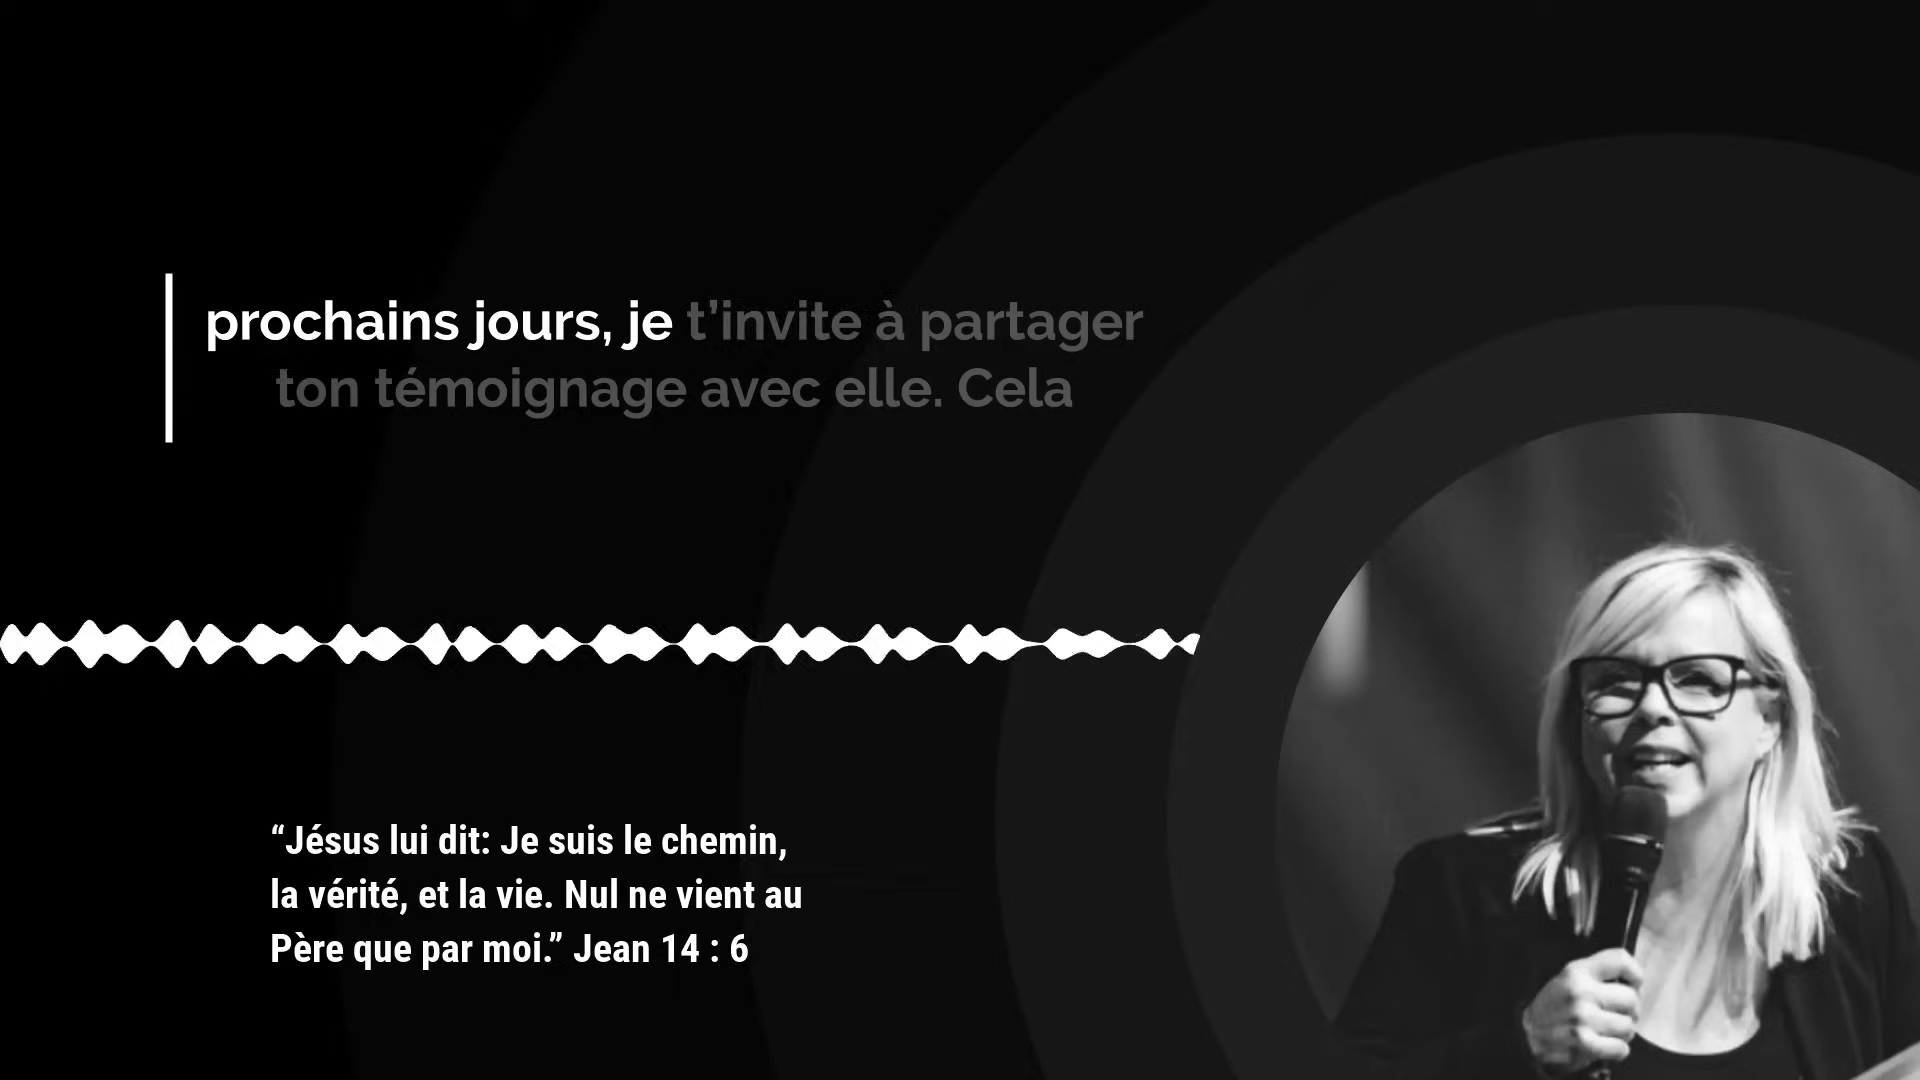 prochains jours, je t’invite à partager
ton témoignage avec elle. Cela
“Jésus lui dit: Je suis le chemin,
la vérité, et la vie. Nul ne vient au
Père que par moi.” Jean 14 : 6